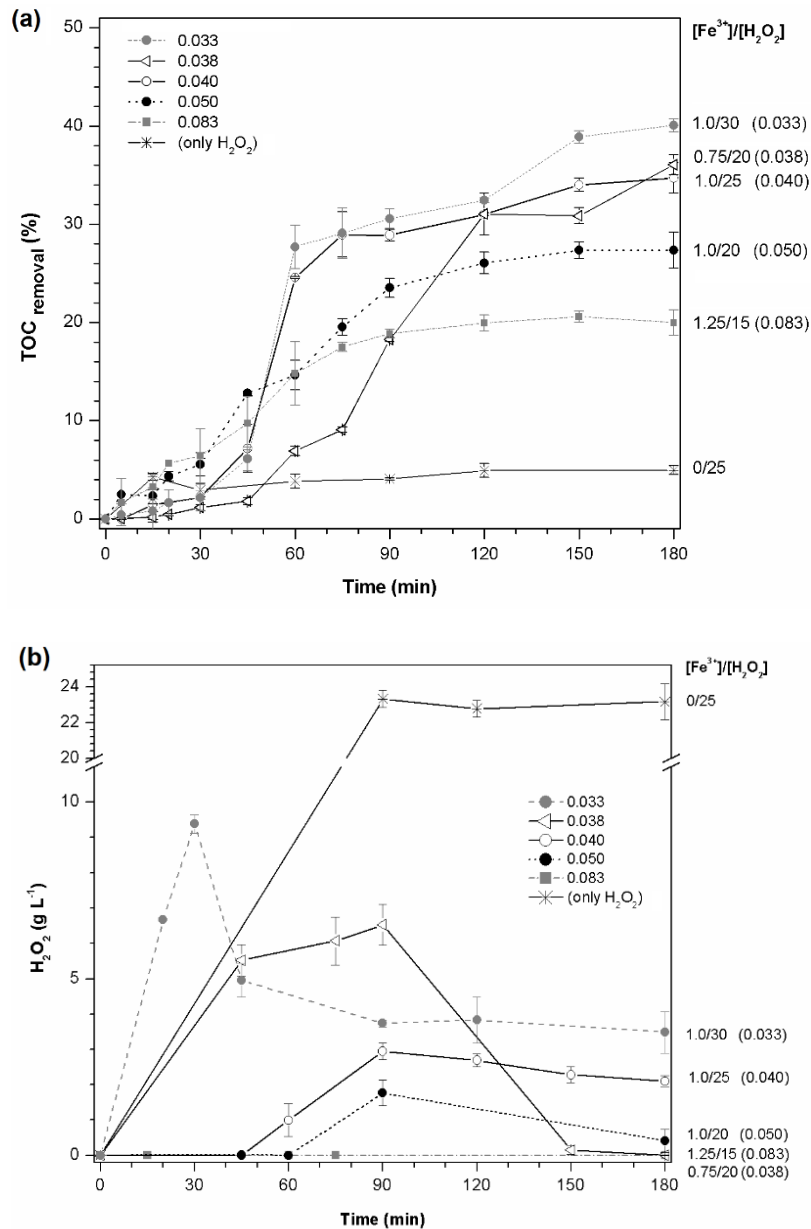 (a)
[Fe³⁺]/[H₂O₂]
0.033
0.038
0.040
0.050
0.083
(only H₂O₂)
50
40
30
20
10
0
TOC removal (%)
1.0/30 (0.033)
0.75/20 (0.038)
1.0/25 (0.040)
1.0/20 (0.050)
1.25/15 (0.083)
0/25
0 15 30 45 60 75 90 120 150 180
Time (min)
(b)
[Fe³⁺]/[H₂O₂]
0/25
24
22
20
10
5
0
H₂O₂ (g L⁻¹)
0.033
0.038
0.040
0.050
0.083
(only H₂O₂)
1.0/30 (0.033)
1.0/25 (0.040)
1.0/20 (0.050)
1.25/15 (0.083)
0.75/20 (0.038)
0 30 60 90 120 150 180
Time (min)